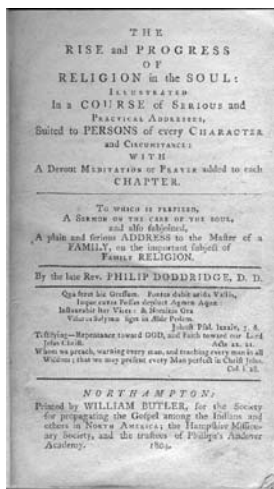 THE
RISE and PROGRESS
OF
RELIGION in the SOUL:
ILLUSTRATED
In a COURSE of SERIOUS and
PRACTICAL ADDRESSES,
Suited to PERSONS of every CHARACTER
and CIRCUMSTANCE:
WITH
A Devout MEDITATION or PRAYER added to each
CHAPTER.
TO WHICH IS PREFIXED,
A SERMON ON THE CARE OF THE SOUL,
and also subjoined,
A plain and serious ADDRESS to the Master of a
FAMILY, on the important subject of
FAMILY RELIGION.
By the late Rev. PHILIP DODDRIDGE, D. D.
Testifying—Repentance toward GOD, and Faith toward our Lord
Jesus Christ. Acts
Whom we preach, warning every man, and teaching every man in all
Wisdom; that we may present every Man perfect in Christ Jesus.
Col. i. 28.
NORTHAMPTON:
Printed by WILLIAM BUTLER, for the Society
for propagating the Gospel among the Indians and
others in NORTH AMERICA; the Hampshire Mission-
ary Society, and the trustees of Phillips's Andover
Academy. 1804.